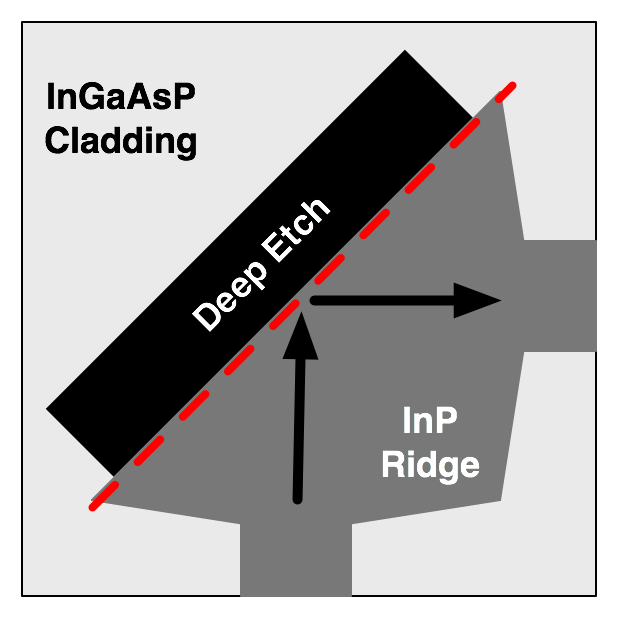 InGaAsP
Cladding
Deep Etch
InP
Ridge